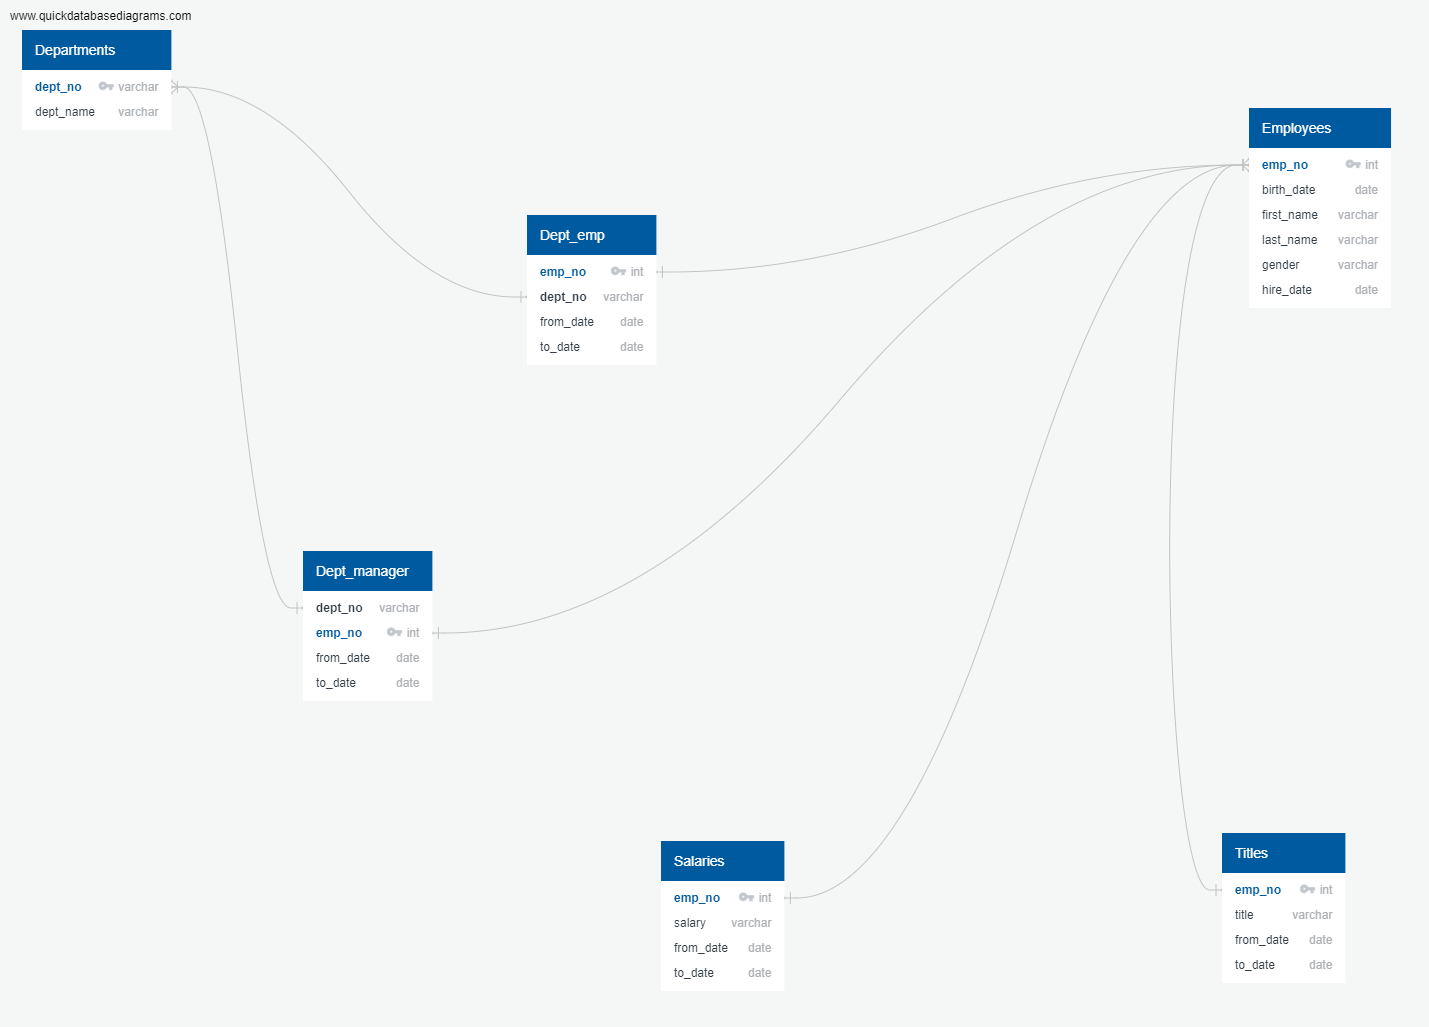 www.quickdatabasediagrams.com
Departments
dept_no varchar
dept_name varchar
Employees
emp_no int
birth_date date
first_name varchar
last_name varchar
gender varchar
hire_date date
Dept_emp
emp_no int
dept_no varchar
from_date date
to_date date
Dept_manager
dept_no varchar
emp_no int
from_date date
to_date date
Salaries
emp_no int
salary varchar
from_date date
to_date date
Titles
emp_no int
title varchar
from_date date
to_date date